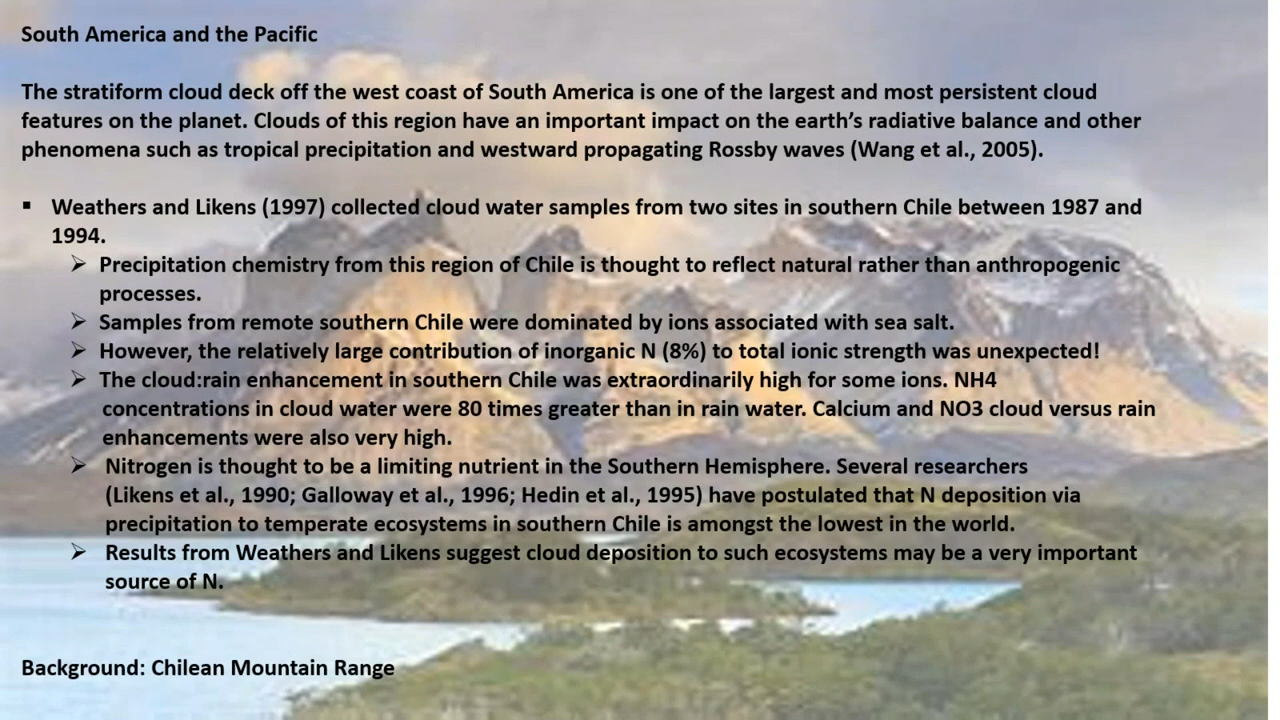 South America and the Pacific
The stratiform cloud deck off the west coast of South America is one of the largest and most persistent cloud
features on the planet. Clouds of this region have an important impact on the earth’s radiative balance and other
phenomena such as tropical precipitation and westward propagating Rossby waves (Wang et al., 2005).
▪ Weathers and Likens (1997) collected cloud water samples from two sites in southern Chile between 1987 and
1994.
➢ Precipitation chemistry from this region of Chile is thought to reflect natural rather than anthropogenic
processes.
➢ Samples from remote southern Chile were dominated by ions associated with sea salt.
➢ However, the relatively large contribution of inorganic N (8%) to total ionic strength was unexpected!
➢ The cloud:rain enhancement in southern Chile was extraordinarily high for some ions. NH4
concentrations in cloud water were 80 times greater than in rain water. Calcium and NO3 cloud versus rain
enhancements were also very high.
➢ Nitrogen is thought to be a limiting nutrient in the Southern Hemisphere. Several researchers
(Likens et al., 1990; Galloway et al., 1996; Hedin et al., 1995) have postulated that N deposition via
precipitation to temperate ecosystems in southern Chile is amongst the lowest in the world.
➢ Results from Weathers and Likens suggest cloud deposition to such ecosystems may be a very important
source of N.
Background: Chilean Mountain Range